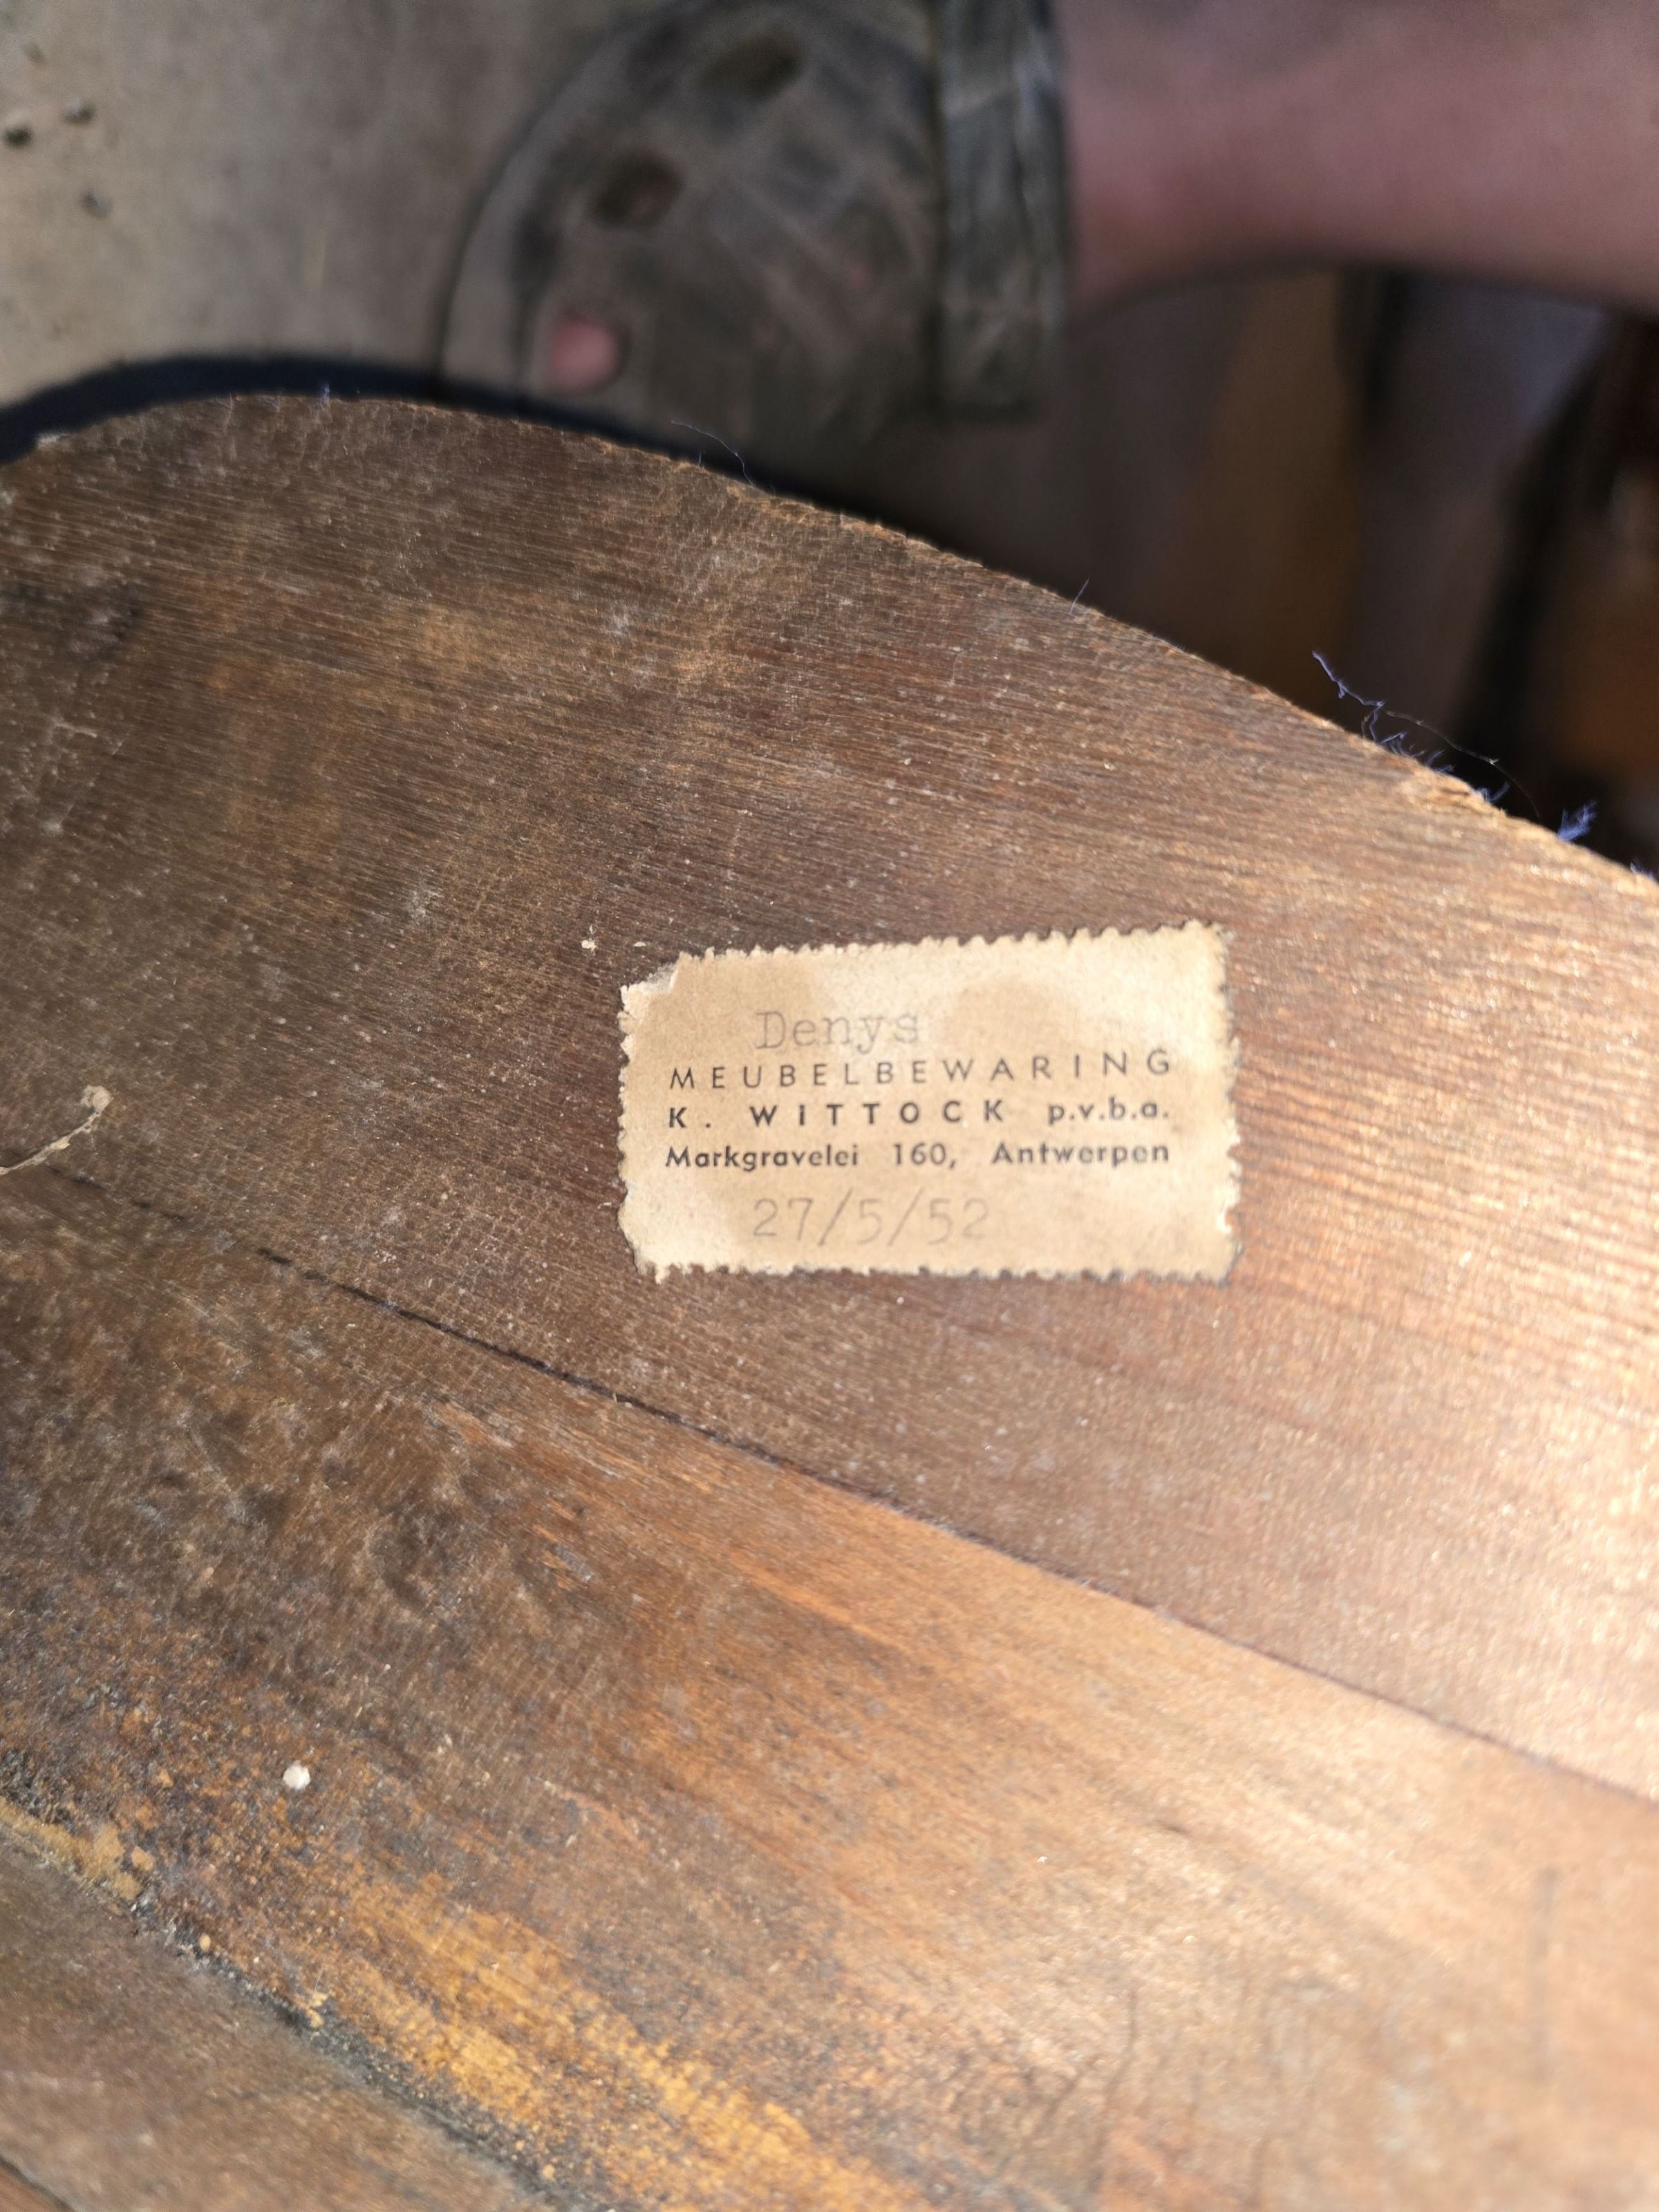 Denys
MEUBELBEWARING
K. WITTOCK p.v.b.a.
Markgravelei 160, Antwerpen
27/5/52